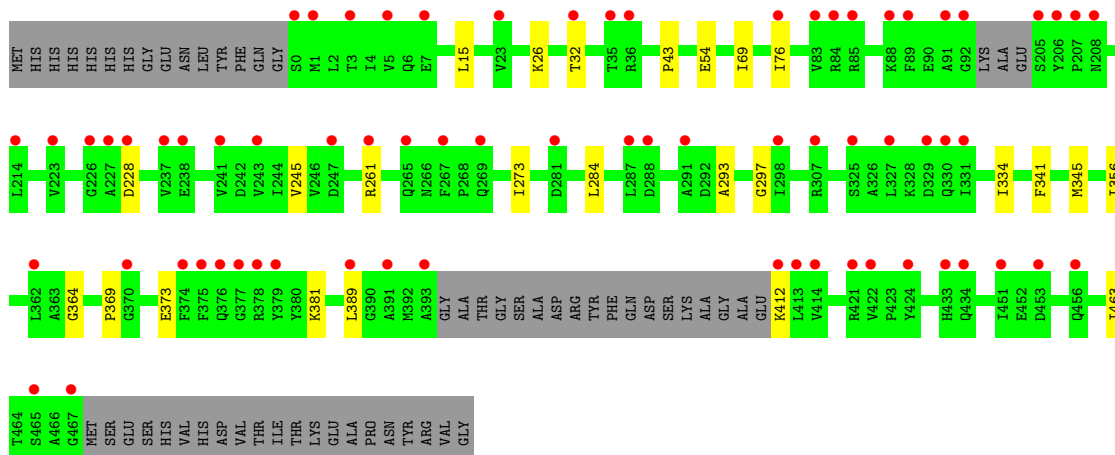 MET HIS HIS HIS HIS HIS HIS GLY GLU ASN LEU TYR PHE GLN GLY S0 M1 L2 T3 I4 V5 Q6 E7 L15 V23 K26 T32 T35 R36 P43 E54 I69 I76 V83 R84 R85 K88 F89 E90 A91 G92 LYS ALA GLU S205 Y206 P207 N208
L214 V223 G226 A227 D228 V237 E238 V241 D242 V243 I244 V245 V246 D247 R261 Q265 N266 F267 P268 Q269 I273 D281 L284 L287 D288 A291 D292 A293 G297 I298 R307 S325 A326 L327 K328 D329 Q330 I331 I334 F341 M345 I356
L362 A363 G364 P369 G370 E373 F374 F375 Q376 G377 R378 Y379 Y380 K381 L389 G390 A391 M392 A393 GLY ALA THR GLY SER ALA ASP ARG TYR PHE GLN ASP SER LYS ALA GLY ALA GLU K412 L413 V414 R421 V422 P423 Y424 H433 Q434 I451 E452 D453 Q456 I463
T464 S465 A466 G467 MET SER GLU SER HIS VAL HIS ASP VAL THR ILE THR LYS GLU ALA PRO ASN TYR ARG VAL GLY